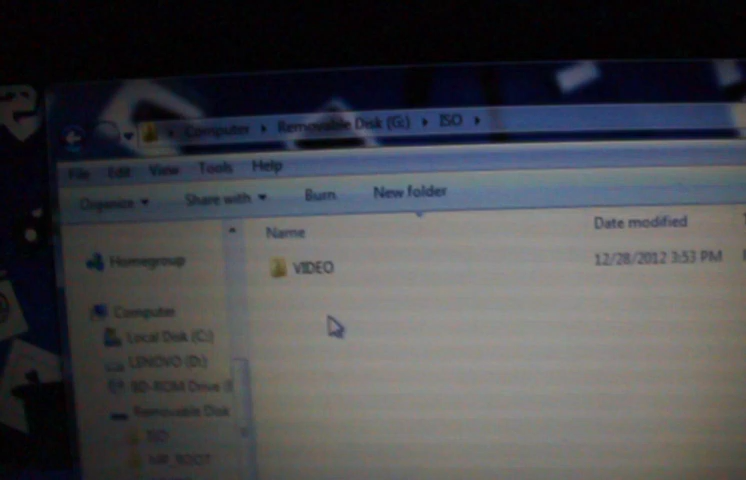 Computer Removable Disk (G:) ISO
File Edit View Tools Help
Organize Share with Burn New folder
Name Date modified
Homegroup
VIDEO 12/28/2012 3:53 PM
Computer
Local Disk (C:)
LENOVO (D:)
BD-ROM Drive
Removable Disk
ISO